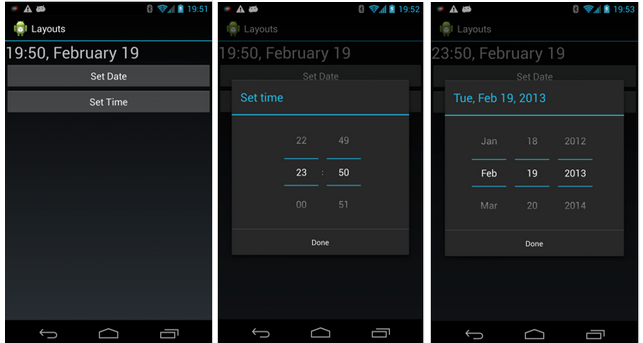 19:51
Layouts
19:50, February 19
Set Date
Set Time
19:52
Layouts
19:50, February 19
Set Date
Set time
22 49
23 : 50
00 51
Done
19:53
Layouts
23:50, February 19
Set Date
Tue, Feb 19, 2013
Jan 18 2012
Feb 19 2013
Mar 20 2014
Done